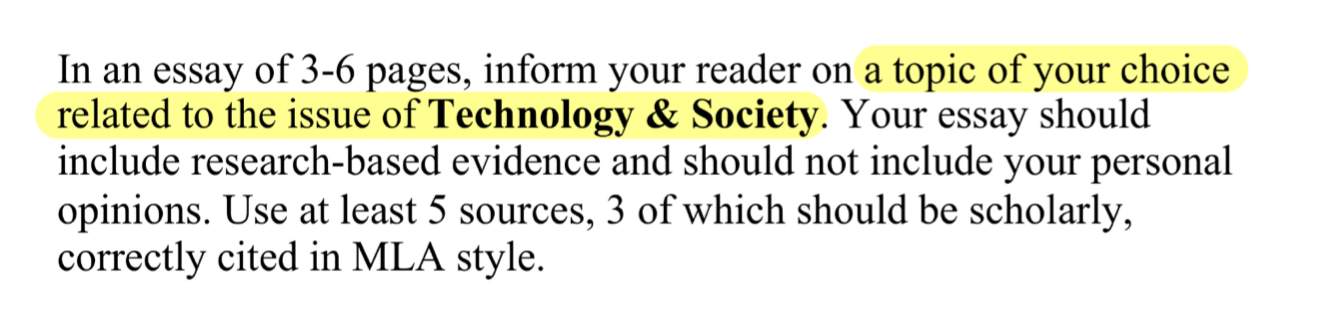 In an essay of 3-6 pages, inform your reader on a topic of your choice
related to the issue of Technology & Society. Your essay should
include research-based evidence and should not include your personal
opinions. Use at least 5 sources, 3 of which should be scholarly,
correctly cited in MLA style.